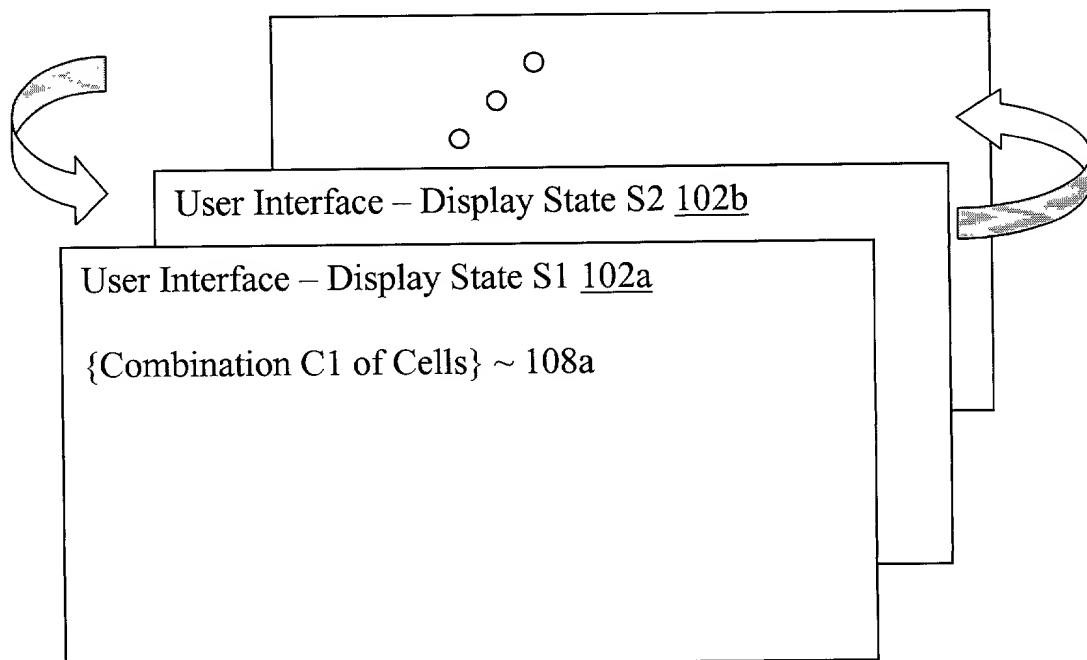 User Interface – Display State S2 102b
User Interface – Display State S1 102a
{Combination C1 of Cells} ~ 108a